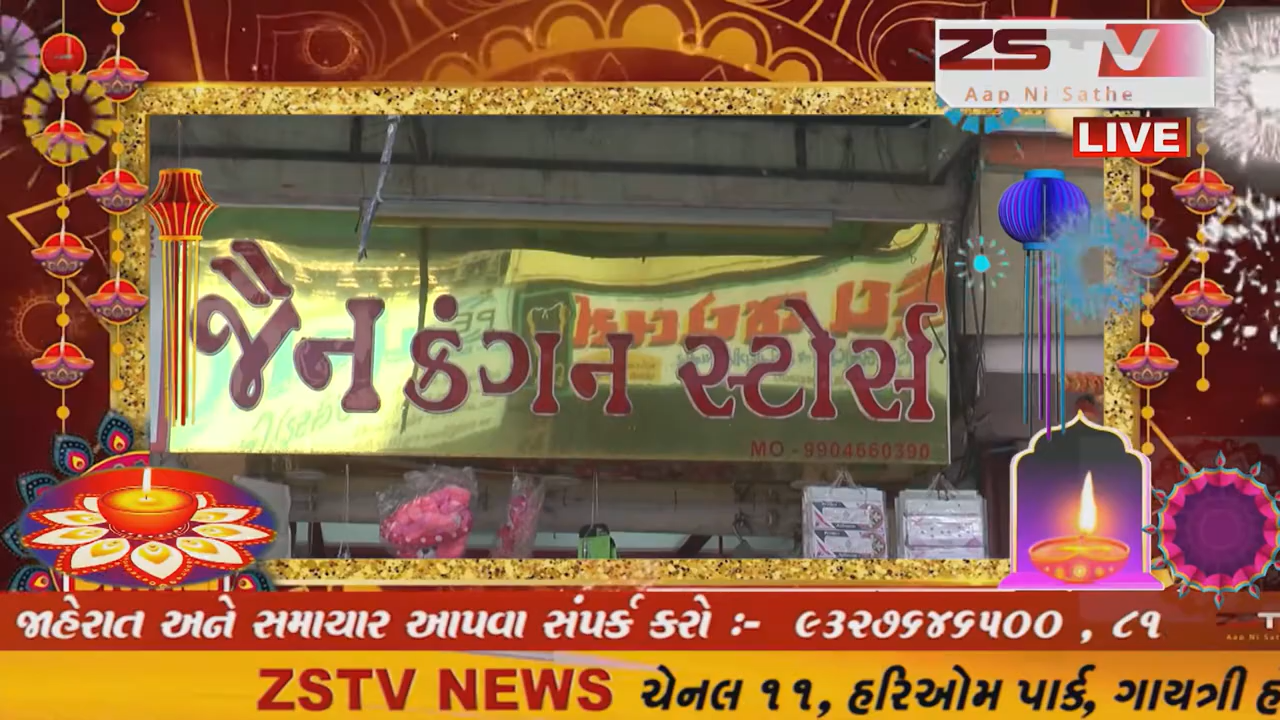 ZSTV
Aap Ni Sathe
LIVE
જૈન કંગન સ્ટોર્સ
MO - 9904660390
જાહેરાત અને સમાચાર આપવા સંપર્ક કરો :- ૯૩૨૭૬૪૬૫૦૦ , ૮૧
ZSTV NEWS ચેનલ ૧૧, હરિઓમ પાર્ક, ગાયત્રી